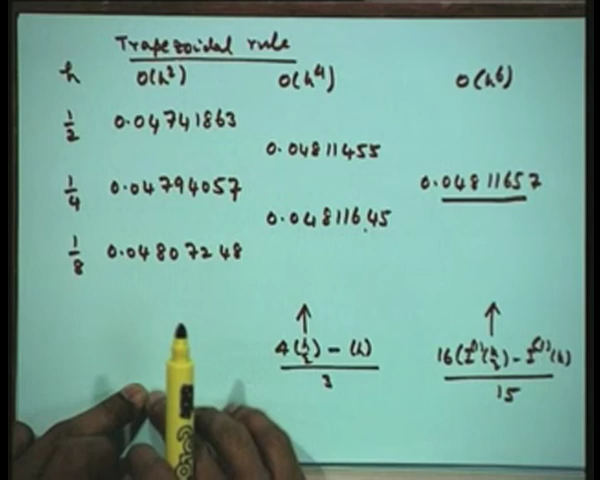 Trapezoidal rule
h O(h²) O(h⁴) O(h⁶)
1/2 0.04741863
0.04811455
1/4 0.04794057 0.04811657
0.04811645
1/8 0.04807248
↑ ↑
4(h/2) - (h) 16(I⁽¹⁾(h/2) - I⁽¹⁾(h)
3 15